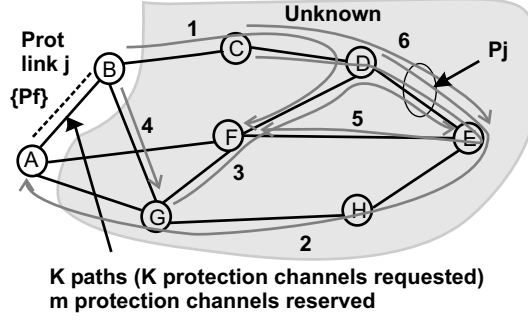 Unknown
1
6
Prot
link j
{Pf}
B
C
D
Pj
4
F
5
E
A
3
G
H
2
K paths (K protection channels requested)
m protection channels reserved